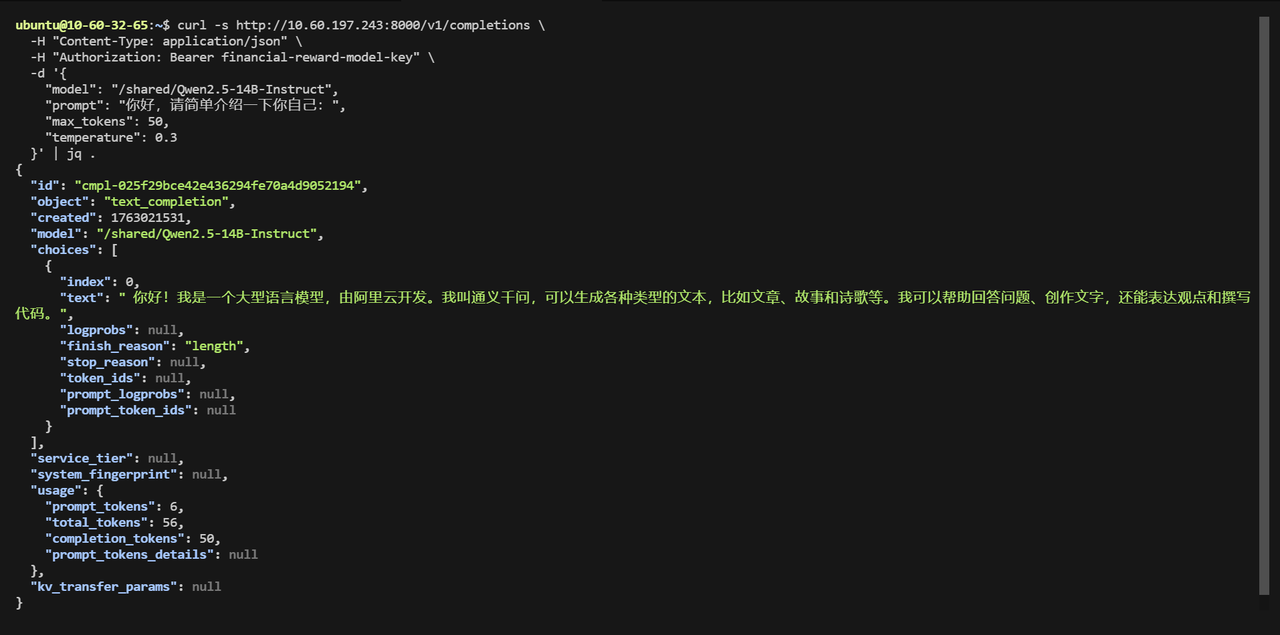 ubuntu@10-60-32-65:~$ curl -s http://10.60.197.243:8000/v1/completions \
  -H "Content-Type: application/json" \
  -H "Authorization: Bearer financial-reward-model-key" \
  -d '{
    "model": "/shared/Qwen2.5-14B-Instruct",
    "prompt": "你好，请简单介绍一下你自己：",
    "max_tokens": 50,
    "temperature": 0.3
  }' | jq .
{
  "id": "cmpl-025f29bce42e436294fe70a4d9052194",
  "object": "text_completion",
  "created": 1763021531,
  "model": "/shared/Qwen2.5-14B-Instruct",
  "choices": [
    {
      "index": 0,
      "text": " 你好！我是一个大型语言模型，由阿里云开发。我叫通义千问，可以生成各种类型的文本，比如文章、故事和诗歌等。我可以帮助回答问题、创作文字，还能表达观点和撰写
代码。",
      "logprobs": null,
      "finish_reason": "length",
      "stop_reason": null,
      "token_ids": null,
      "prompt_logprobs": null,
      "prompt_token_ids": null
    }
  ],
  "service_tier": null,
  "system_fingerprint": null,
  "usage": {
    "prompt_tokens": 6,
    "total_tokens": 56,
    "completion_tokens": 50,
    "prompt_tokens_details": null
  },
  "kv_transfer_params": null
}